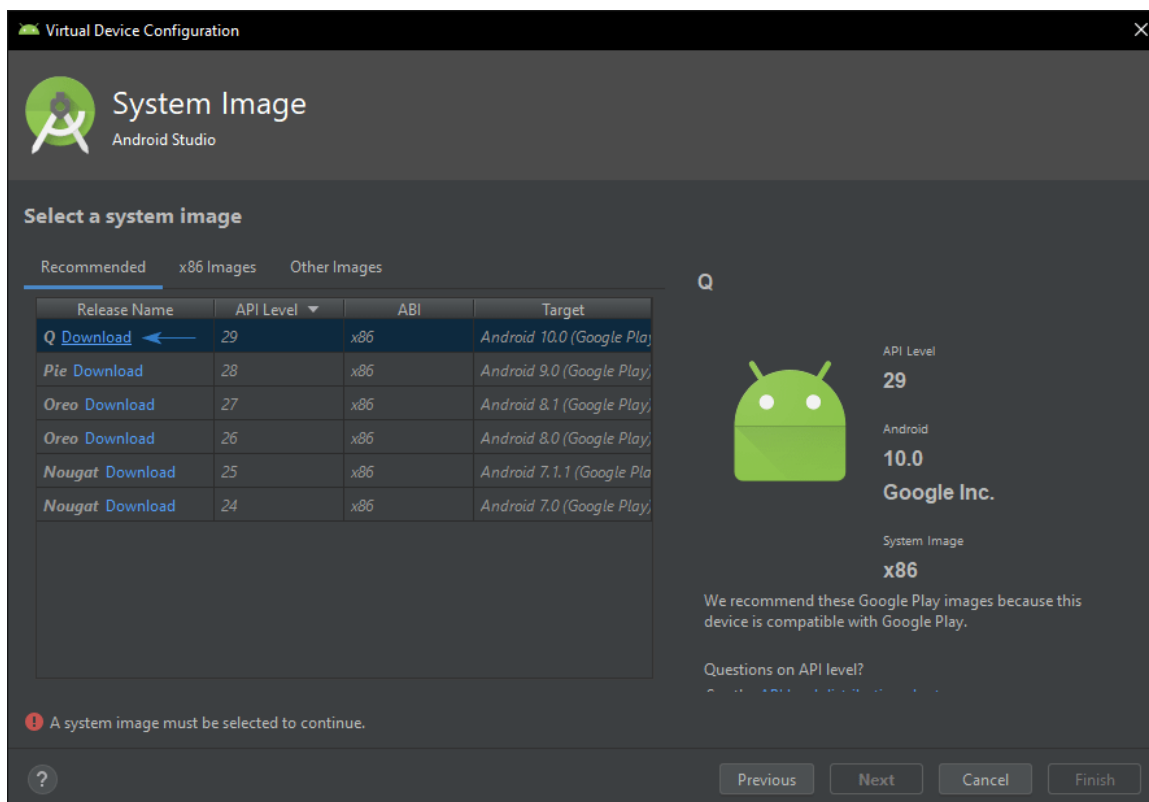 Virtual Device Configuration
System Image
Android Studio
Select a system image
Recommended x86 Images Other Images
Release Name API Level ABI Target
Q Download 29 x86 Android 10.0 (Google Play
Pie Download 28 x86 Android 9.0 (Google Play)
Oreo Download 27 x86 Android 8.1 (Google Play)
Oreo Download 26 x86 Android 8.0 (Google Play)
Nougat Download 25 x86 Android 7.1.1 (Google Pla
Nougat Download 24 x86 Android 7.0 (Google Play)
Q
API Level
29
Android
10.0
Google Inc.
System Image
x86
We recommend these Google Play images because this
device is compatible with Google Play.
Questions on API level?
A system image must be selected to continue.
? Previous Next Cancel Finish